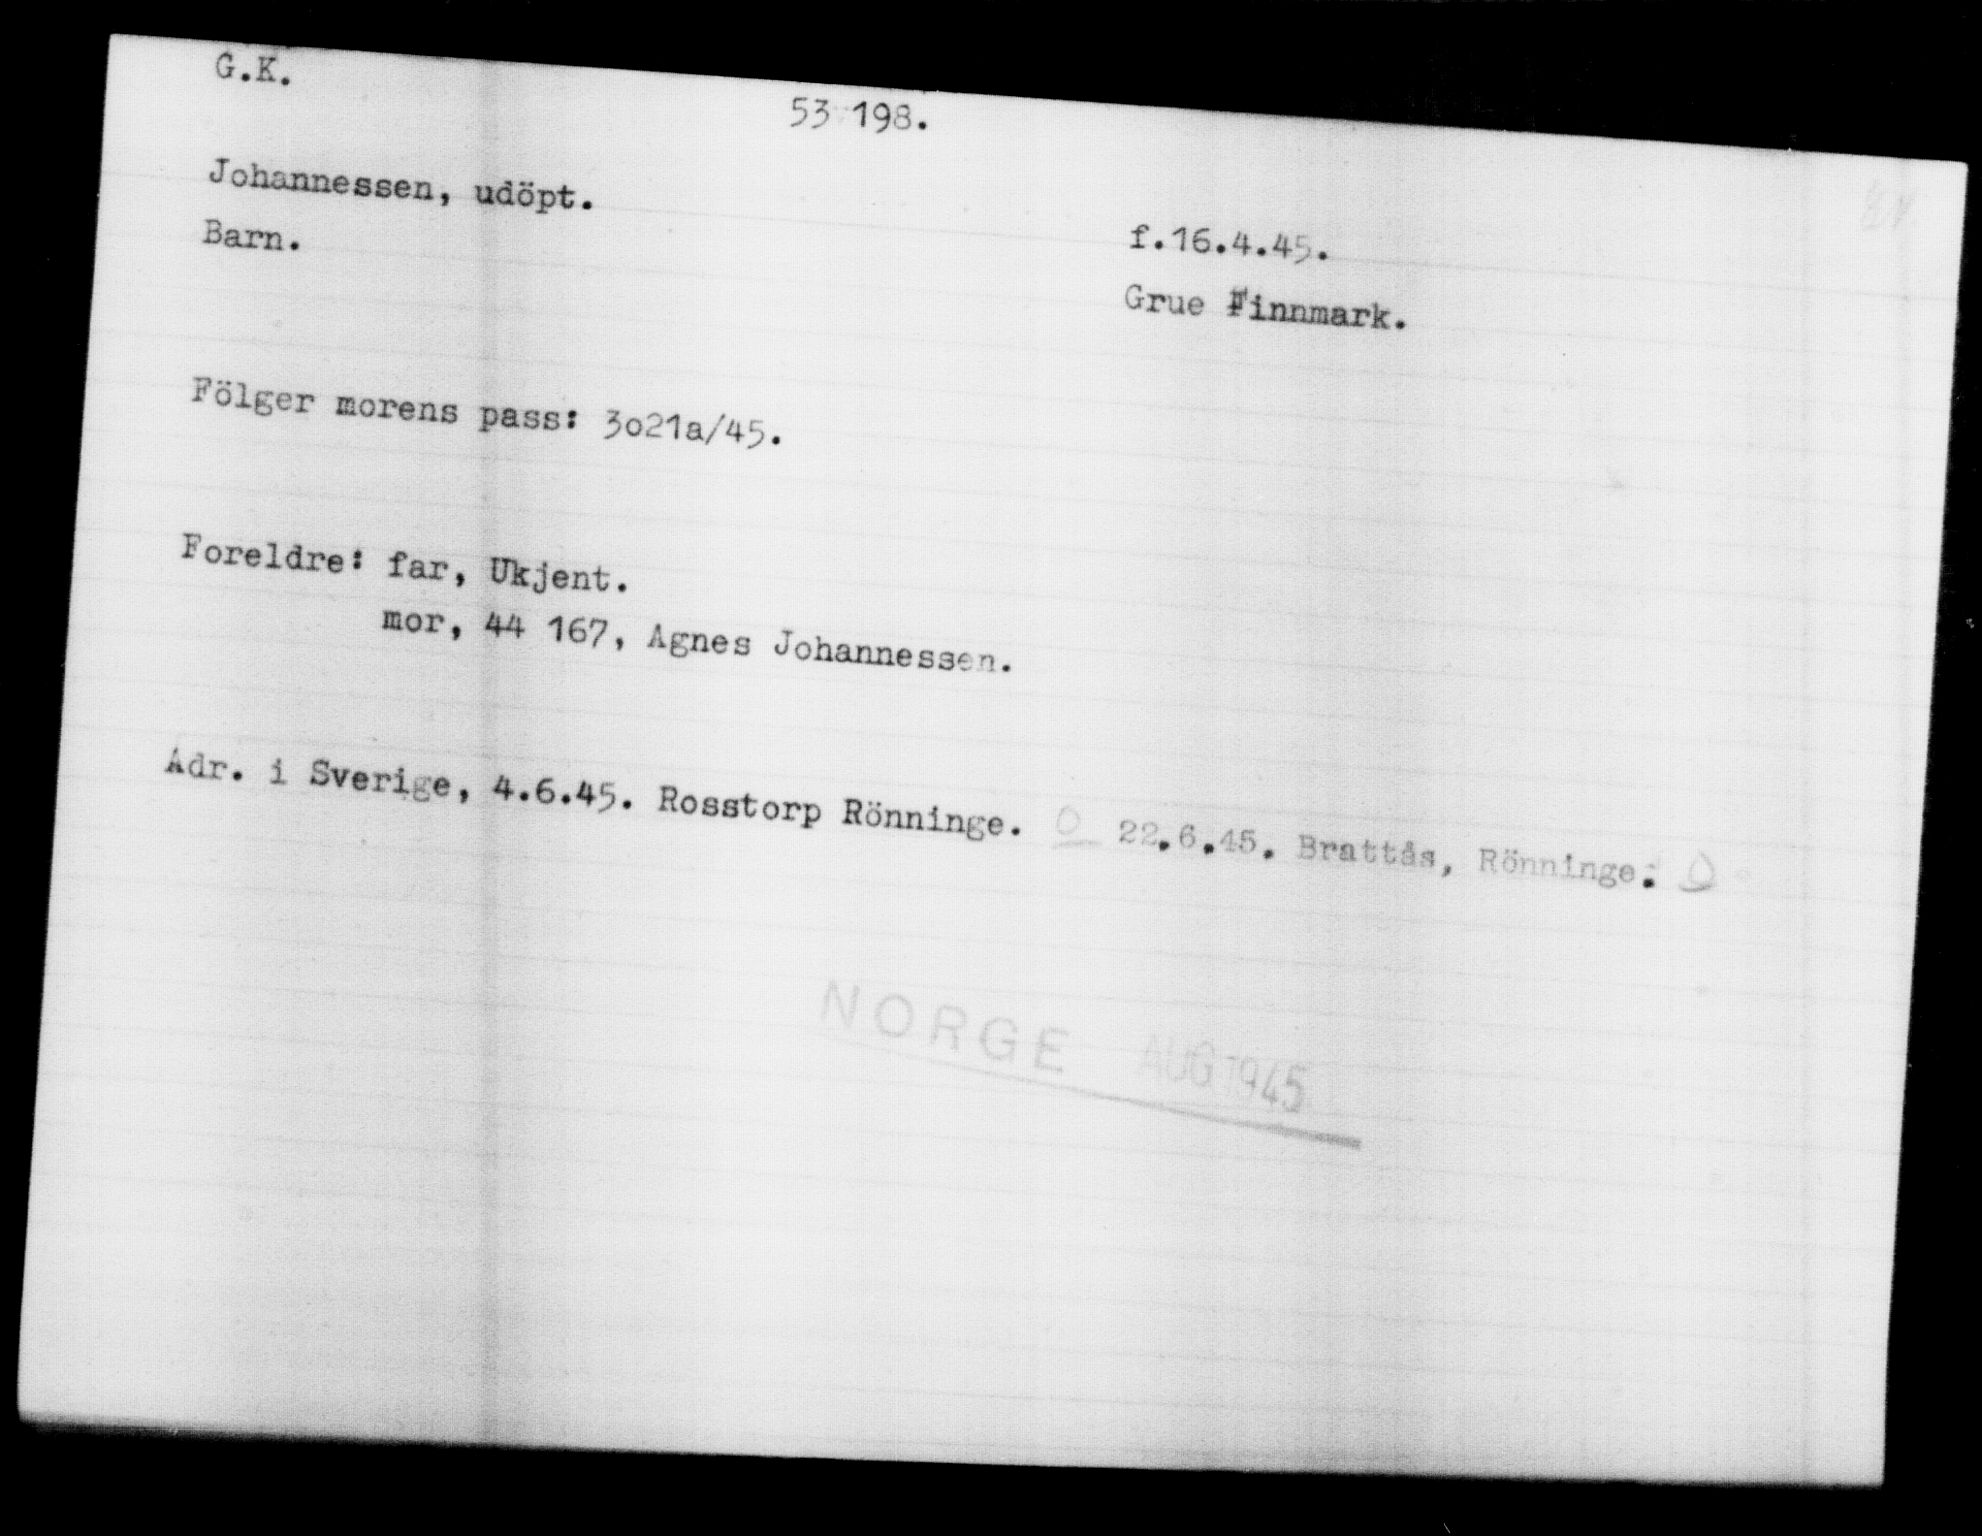 G.K.
53 198.
Johannessen, udöpt.
Barn.
f.16.4.45.
Grue Finnmark.
Fölger morens pass: 3o21a/45.
Foreldre: far, Ukjent.
mor, 44 167, Agnes Johannessen.
Adr. i Sverige, 4.6.45. Rosstorp Rönninge. O 22.6.45. Brattås, Rönninge. O
NORGE AUG 1945